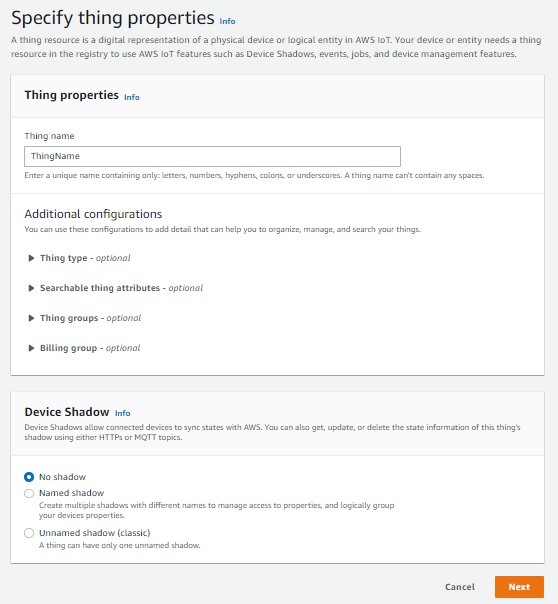 Specify thing properties Info
A thing resource is a digital representation of a physical device or logical entity in AWS IoT. Your device or entity needs a thing
resource in the registry to use AWS IoT features such as Device Shadows, events, jobs, and device management features.
Thing properties Info
Thing name
ThingName
Enter a unique name containing only: letters, numbers, hyphens, colons, or underscores. A thing name can't contain any spaces.
Additional configurations
You can use these configurations to add detail that can help you to organize, manage, and search your things.
Thing type - optional
Searchable thing attributes - optional
Thing groups - optional
Billing group - optional
Device Shadow Info
Device Shadows allow connected devices to sync states with AWS. You can also get, update, or delete the state information of this thing's
shadow using either HTTPs or MQTT topics.
No shadow
Named shadow
Create multiple shadows with different names to manage access to properties, and logically group
your devices properties.
Unnamed shadow (classic)
A thing can have only one unnamed shadow.
Cancel Next